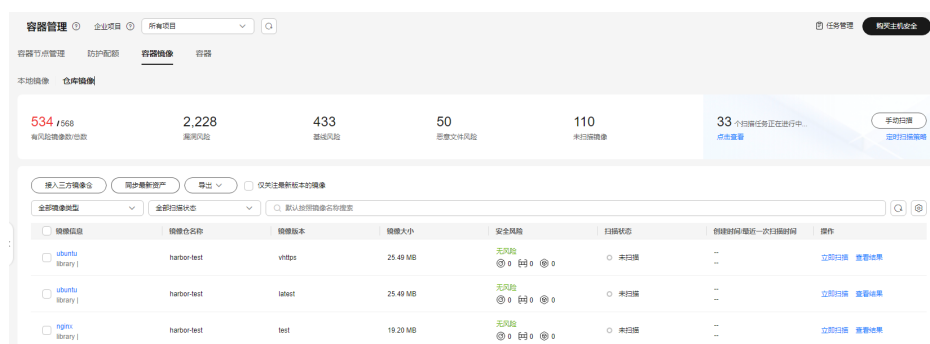 容器管理 企业项目 所有项目 任务管理 购买主机安全
容器节点管理 防护配额 容器镜像 容器
本地镜像 仓库镜像
534 / 568 2,228 433 50 110 33 个扫描任务正在进行中... 手动扫描
有风险镜像数/总数 漏洞风险 基线风险 恶意文件风险 未扫描镜像 点击查看 定时扫描策略
接入三方镜像仓 同步最新资产 导出 仅关注最新版本的镜像
全部镜像类型 全部扫描状态 默认按照镜像名称搜索
镜像信息 镜像仓名称 镜像版本 镜像大小 安全风险 扫描状态 创建时间/最近一次扫描时间 操作
ubuntu harbor-test vhttps 25.49 MB 无风险 未扫描 -- 立即扫描 查看结果
library | 0 0 0 --
ubuntu harbor-test latest 25.49 MB 无风险 未扫描 -- 立即扫描 查看结果
library | 0 0 0 --
nginx harbor-test test 19.20 MB 无风险 未扫描 -- 立即扫描 查看结果
library | 0 0 0 --